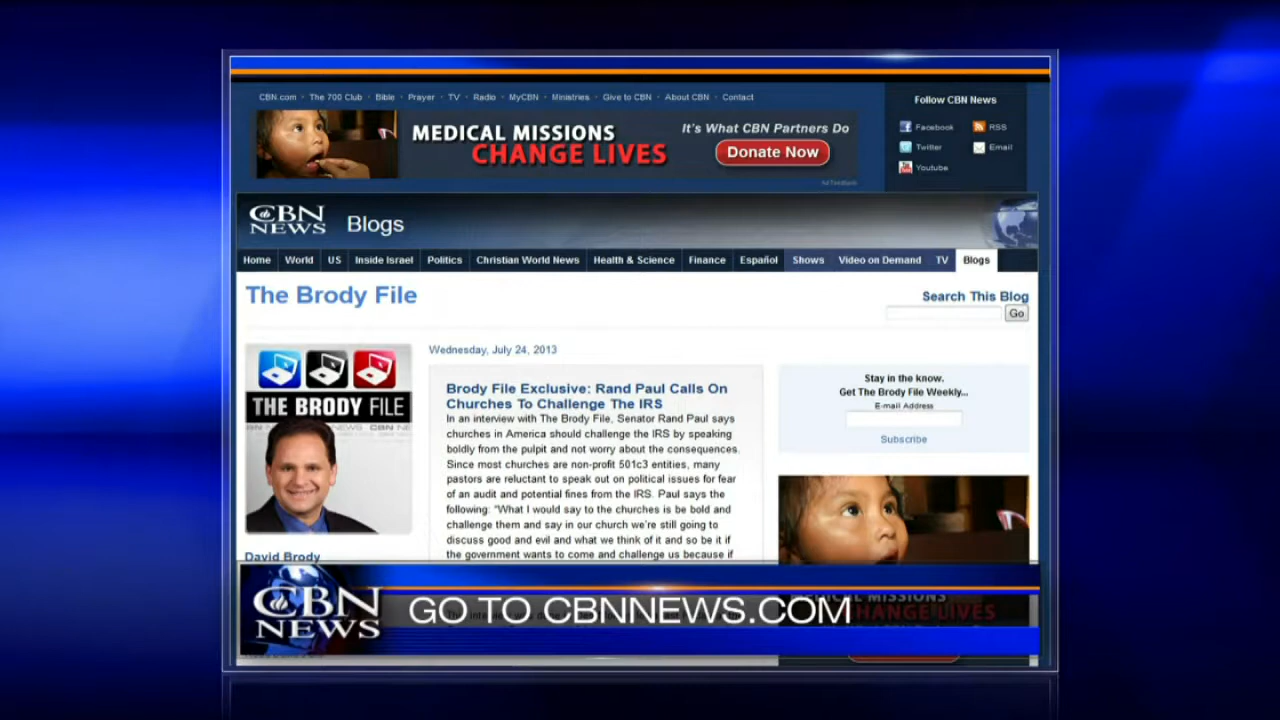 CBN.com · The 700 Club · Bible · Prayer · TV · Radio · MyCBN · Ministries · Give to CBN · About CBN · Contact
MEDICAL MISSIONS
CHANGE LIVES
It's What CBN Partners Do
Donate Now
Follow CBN News
Facebook
RSS
Twitter
Email
Youtube
CBN
NEWS
Blogs
Home World US Inside Israel Politics Christian World News Health & Science Finance Español Shows Video on Demand TV Blogs
The Brody File
Search This Blog
Go
THE BRODY FILE
David Brody
Wednesday, July 24, 2013
Brody File Exclusive: Rand Paul Calls On
Churches To Challenge The IRS
In an interview with The Brody File, Senator Rand Paul says
churches in America should challenge the IRS by speaking
boldly from the pulpit and not worry about the consequences.
Since most churches are non-profit 501c3 entities, many
pastors are reluctant to speak out on political issues for fear
of an audit and potential fines from the IRS. Paul says the
following: “What I would say to the churches is be bold and
challenge them and say in our church we're still going to
discuss good and evil and what we think of it and so be it if
the government wants to come and challenge us because if
Stay in the know.
Get The Brody File Weekly...
E-mail Address
Subscribe
MEDICAL MISSIONS
CHANGE LIVES
CBN
NEWS
GO TO CBNNEWS.COM